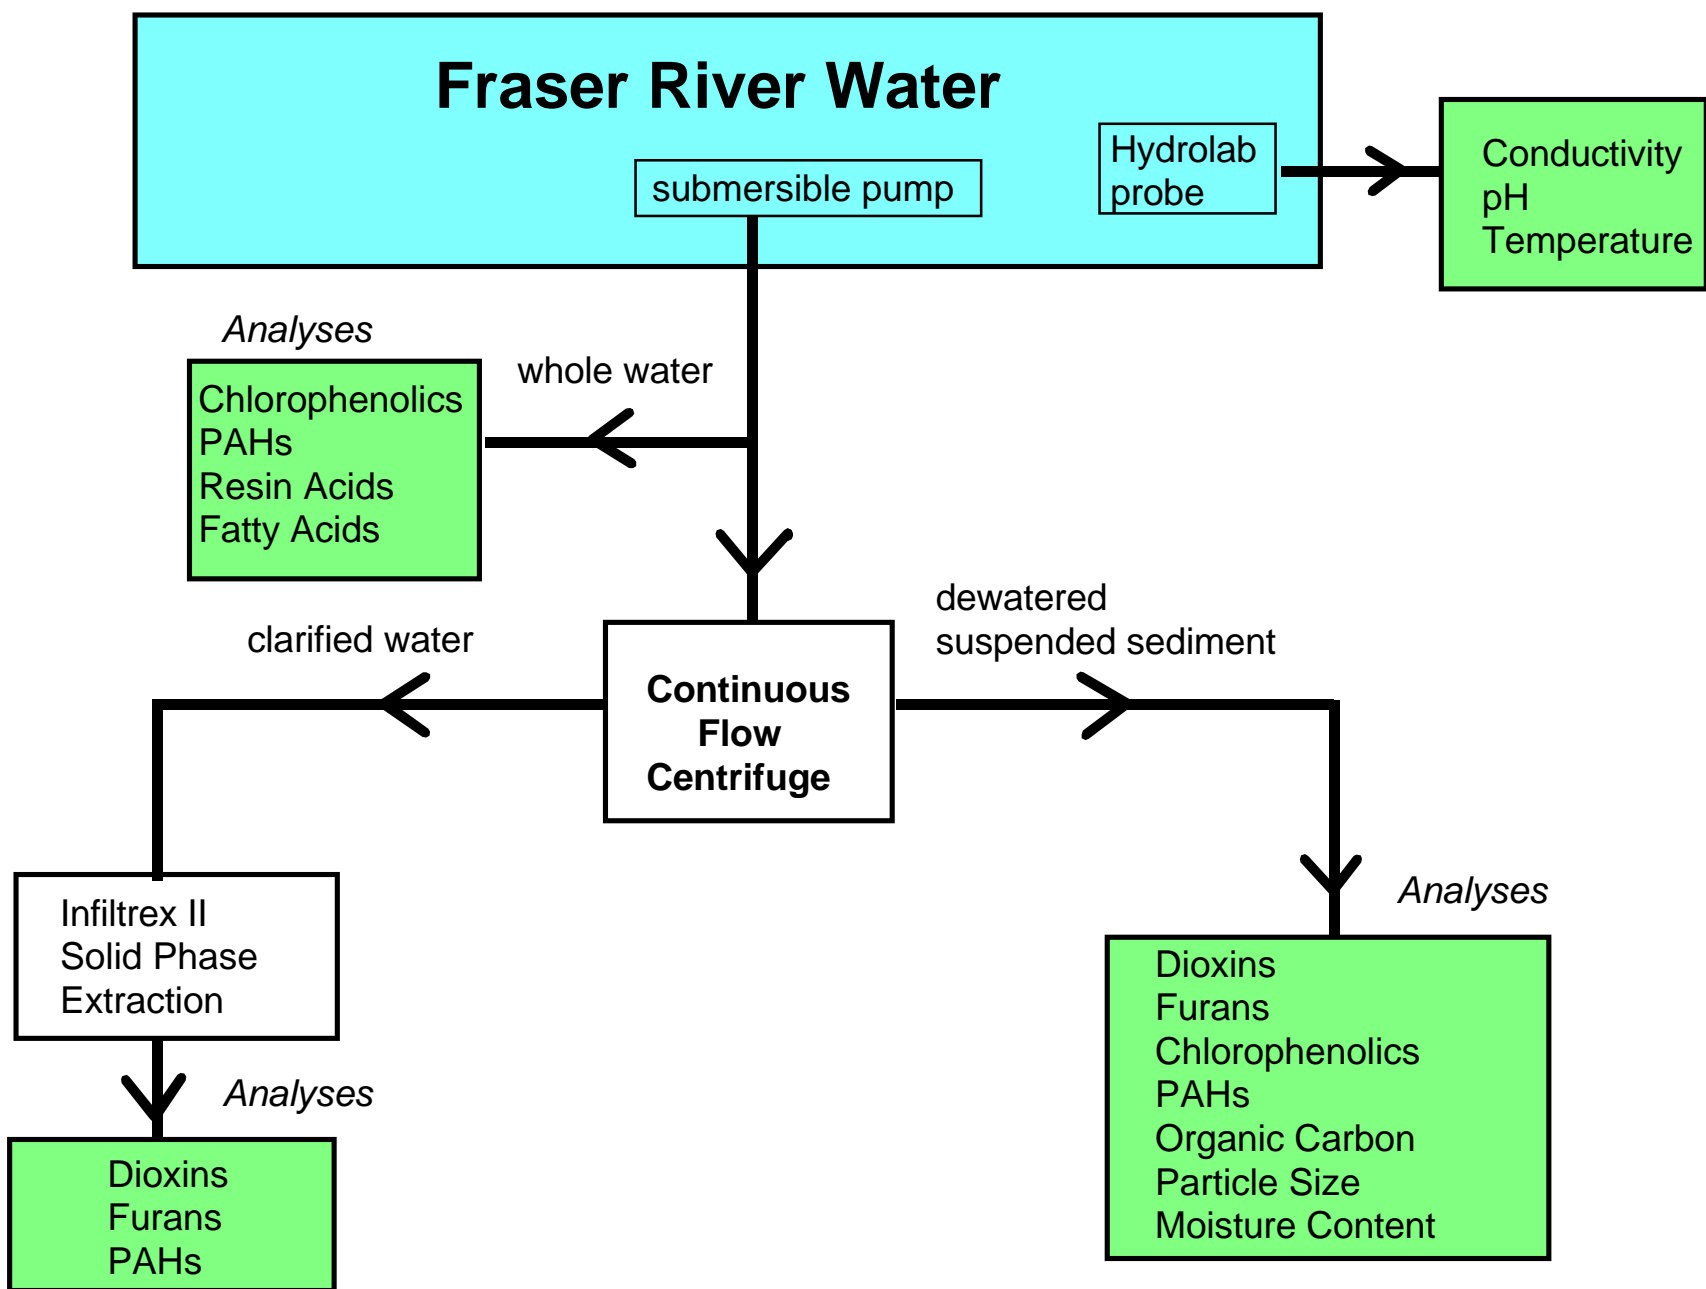 Fraser River Water
submersible pump
Hydrolab
probe
Conductivity
pH
Temperature
Analyses
whole water
Chlorophenolics
PAHs
Resin Acids
Fatty Acids
clarified water
dewatered
suspended sediment
Continuous
Flow
Centrifuge
Infiltrex II
Solid Phase
Extraction
Analyses
Dioxins
Furans
PAHs
Analyses
Dioxins
Furans
Chlorophenolics
PAHs
Organic Carbon
Particle Size
Moisture Content